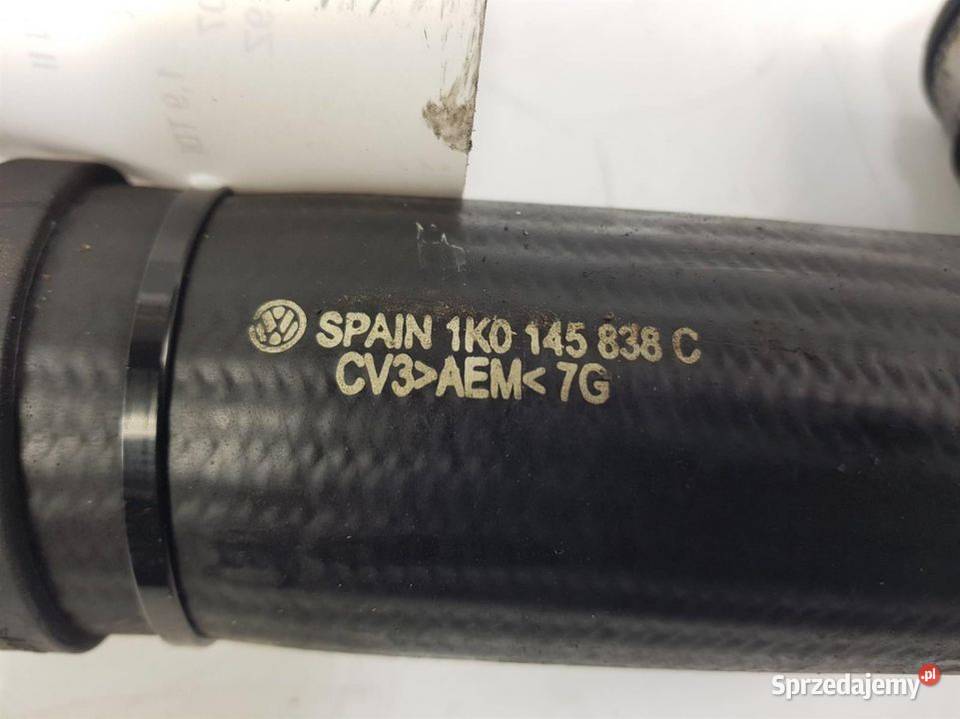 SPAIN 1K0 145 838 C
CV3>AEM< 7G
Sprzedajemy.pl